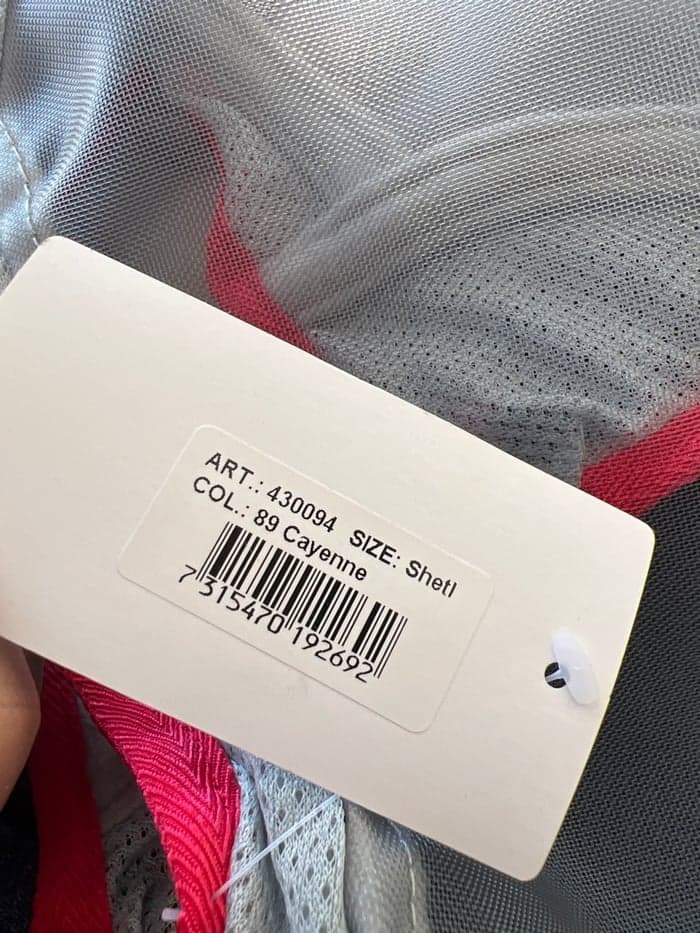 ART.: 430094 SIZE: Shetl
COL.: 89 Cayenne
7 315470 192692